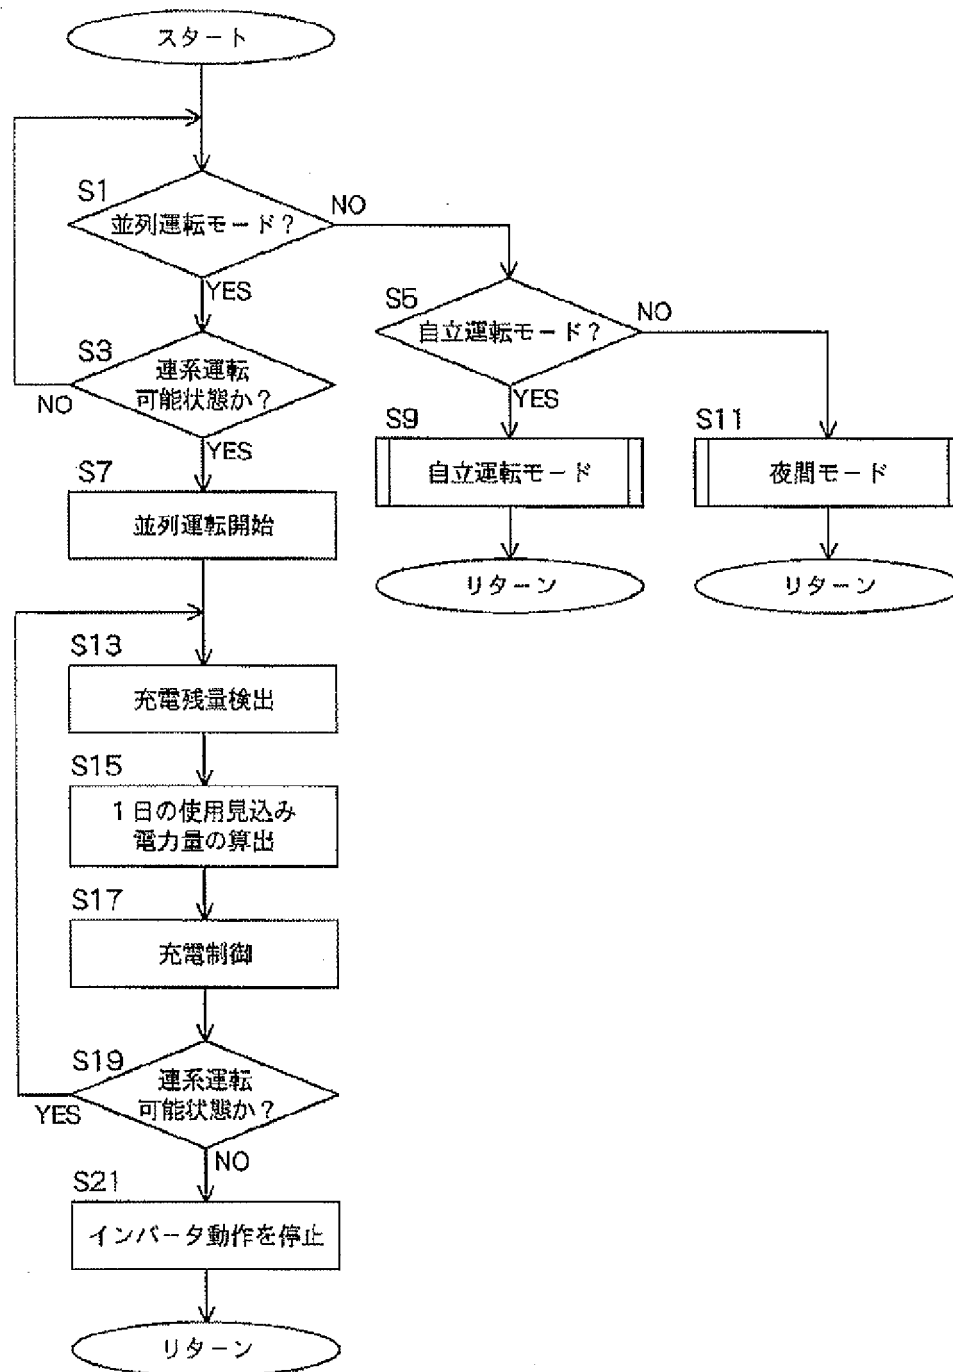 スタート
S1
並列運転モード？
NO
YES
S5
自立運転モード？
NO
YES
S3
連系運転
可能状態か？
NO
YES
S9
自立運転モード
S11
夜間モード
S7
並列運転開始
リターン
リターン
S13
充電残量検出
S15
１日の使用見込み
電力量の算出
S17
充電制御
S19
連系運転
可能状態か？
YES
NO
S21
インバータ動作を停止
リターン